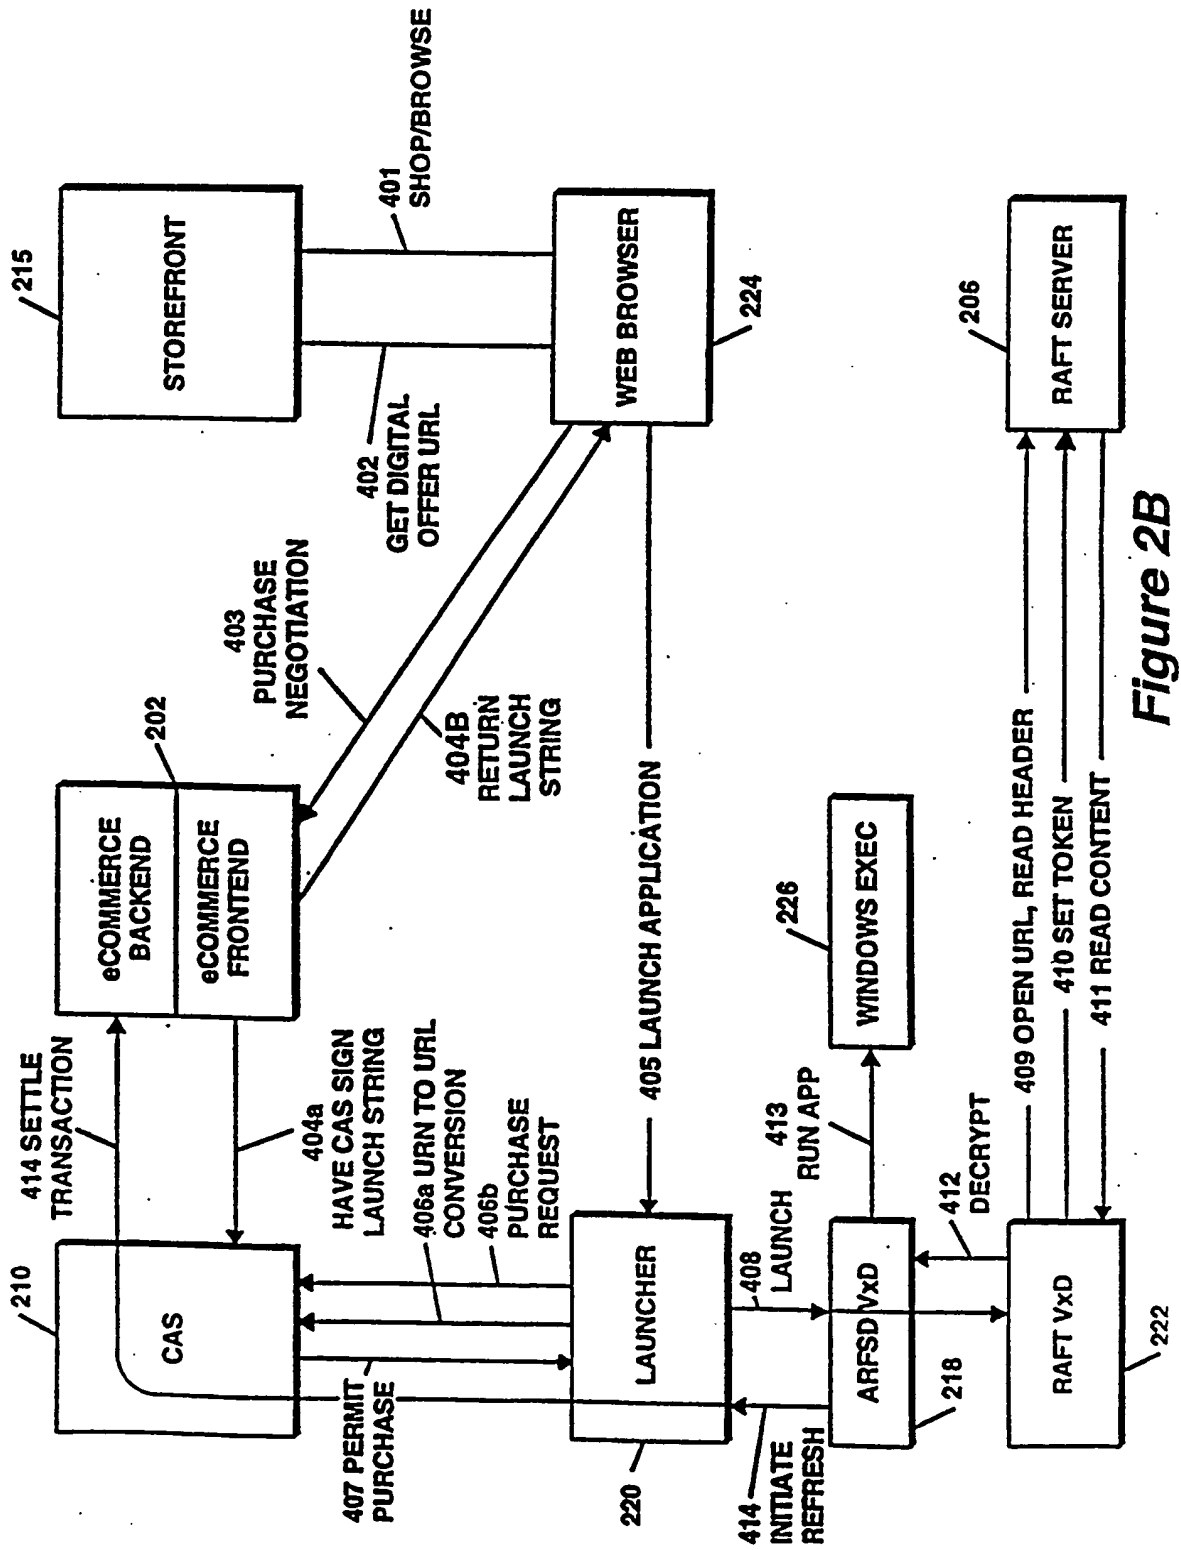 414 SETTLE
TRANSACTION
210
CAS
eCOMMERCE
BACKEND
eCOMMERCE
FRONTEND
202
215
STOREFRONT
404a
HAVE CAS SIGN
LAUNCH STRING
403
PURCHASE
NEGOTIATION
404B
RETURN
LAUNCH
STRING
402
GET DIGITAL
OFFER URL
401
SHOP/BROWSE
407 PERMIT
PURCHASE
406a URN TO URL
CONVERSION
406b
PURCHASE
REQUEST
220
LAUNCHER
405 LAUNCH APPLICATION
WEB BROWSER
224
414
INITIATE
REFRESH
408
LAUNCH
413
RUN APP
226
WINDOWS EXEC
ARFSD VxD
218
412
DECRYPT
RAFT VxD
222
409 OPEN URL, READ HEADER
410 SET TOKEN
411 READ CONTENT
206
RAFT SERVER
Figure 2B